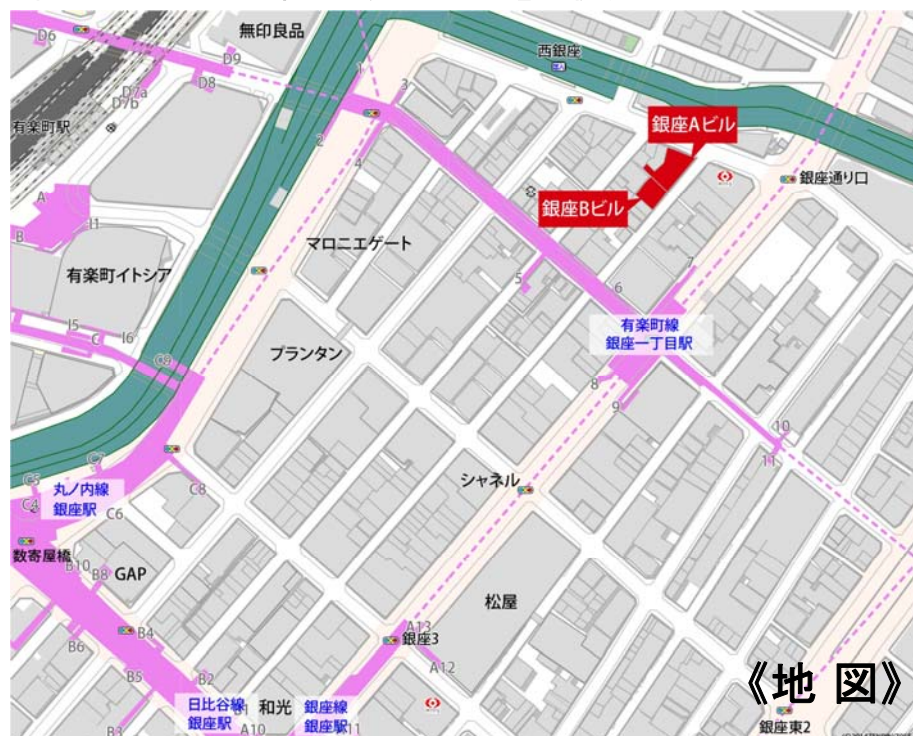 D6
無印良品
D9
D8
D7a
D7b
有楽町駅
1
3
2
4
西銀座
銀座Aビル
銀座Bビル
銀座通り口
A
B
I1
マロニエゲート
有楽町イトシア
5
6
7
有楽町線
銀座一丁目駅
I5
C
I6
C9
プランタン
8
9
10
11
C7
C5
C4
丸ノ内線
銀座駅
C8
C6
シャネル
数寄屋橋
B10
B8
GAP
松屋
B6
B4
A13
銀座3
B5
B2
A12
日比谷線
銀座駅
和光
銀座線
銀座駅
B3
A10
11
《地 図》
銀座東2